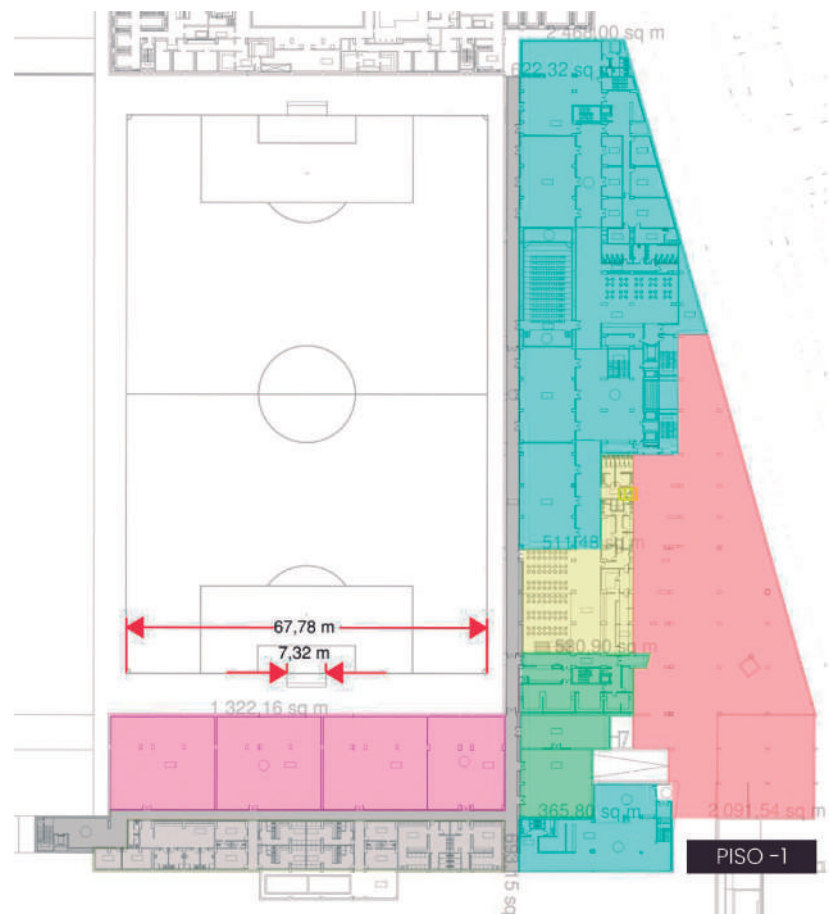 2 468,00 sq m
622,32 sq m
511,48 sq m
67,78 m
7,32 m
580,90 sq m
1 322,16 sq m
365,80 sq m
2 091,54 sq m
PISO -1